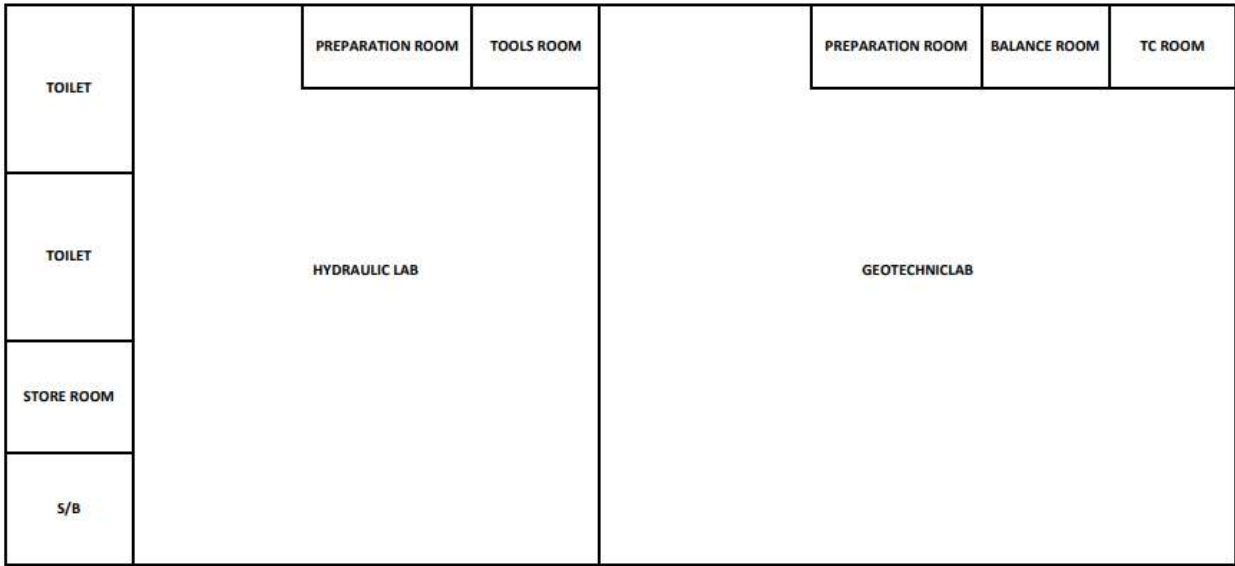 PREPARATION ROOM
TOOLS ROOM
PREPARATION ROOM
BALANCE ROOM
TC ROOM
TOILET
TOILET
HYDRAULIC LAB
GEOTECHNICLAB
STORE ROOM
S/B